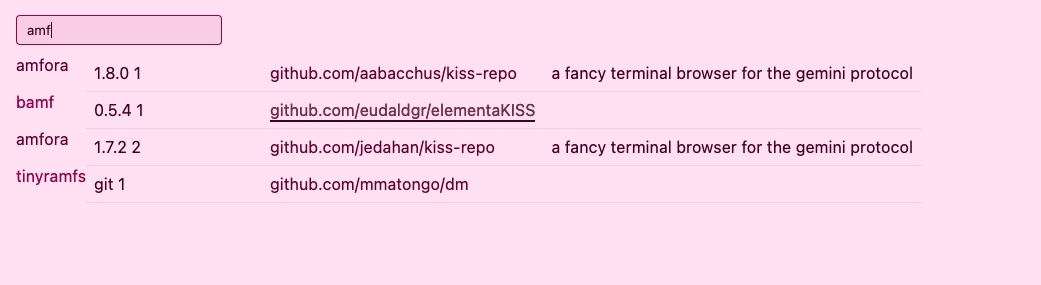 amf
amfora 1.8.0 1 github.com/aabacchus/kiss-repo a fancy terminal browser for the gemini protocol
bamf 0.5.4 1 github.com/eudaldgr/elementaKISS
amfora 1.7.2 2 github.com/jedahan/kiss-repo a fancy terminal browser for the gemini protocol
tinyramfs git 1 github.com/mmatongo/dm